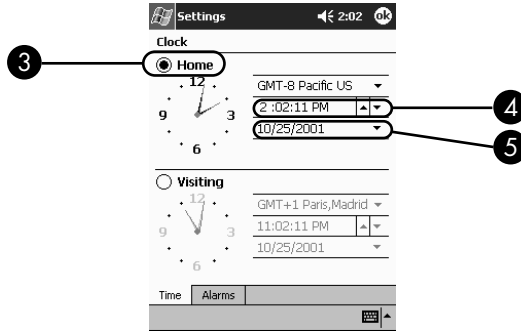 Settings 2:02 ok
Clock
3 Home
12
9 3
6
GMT-8 Pacific US
2 :02:11 PM 4
10/25/2001 5
Visiting
12
9 3
6
GMT+1 Paris,Madrid
11:02:11 PM
10/25/2001
Time Alarms